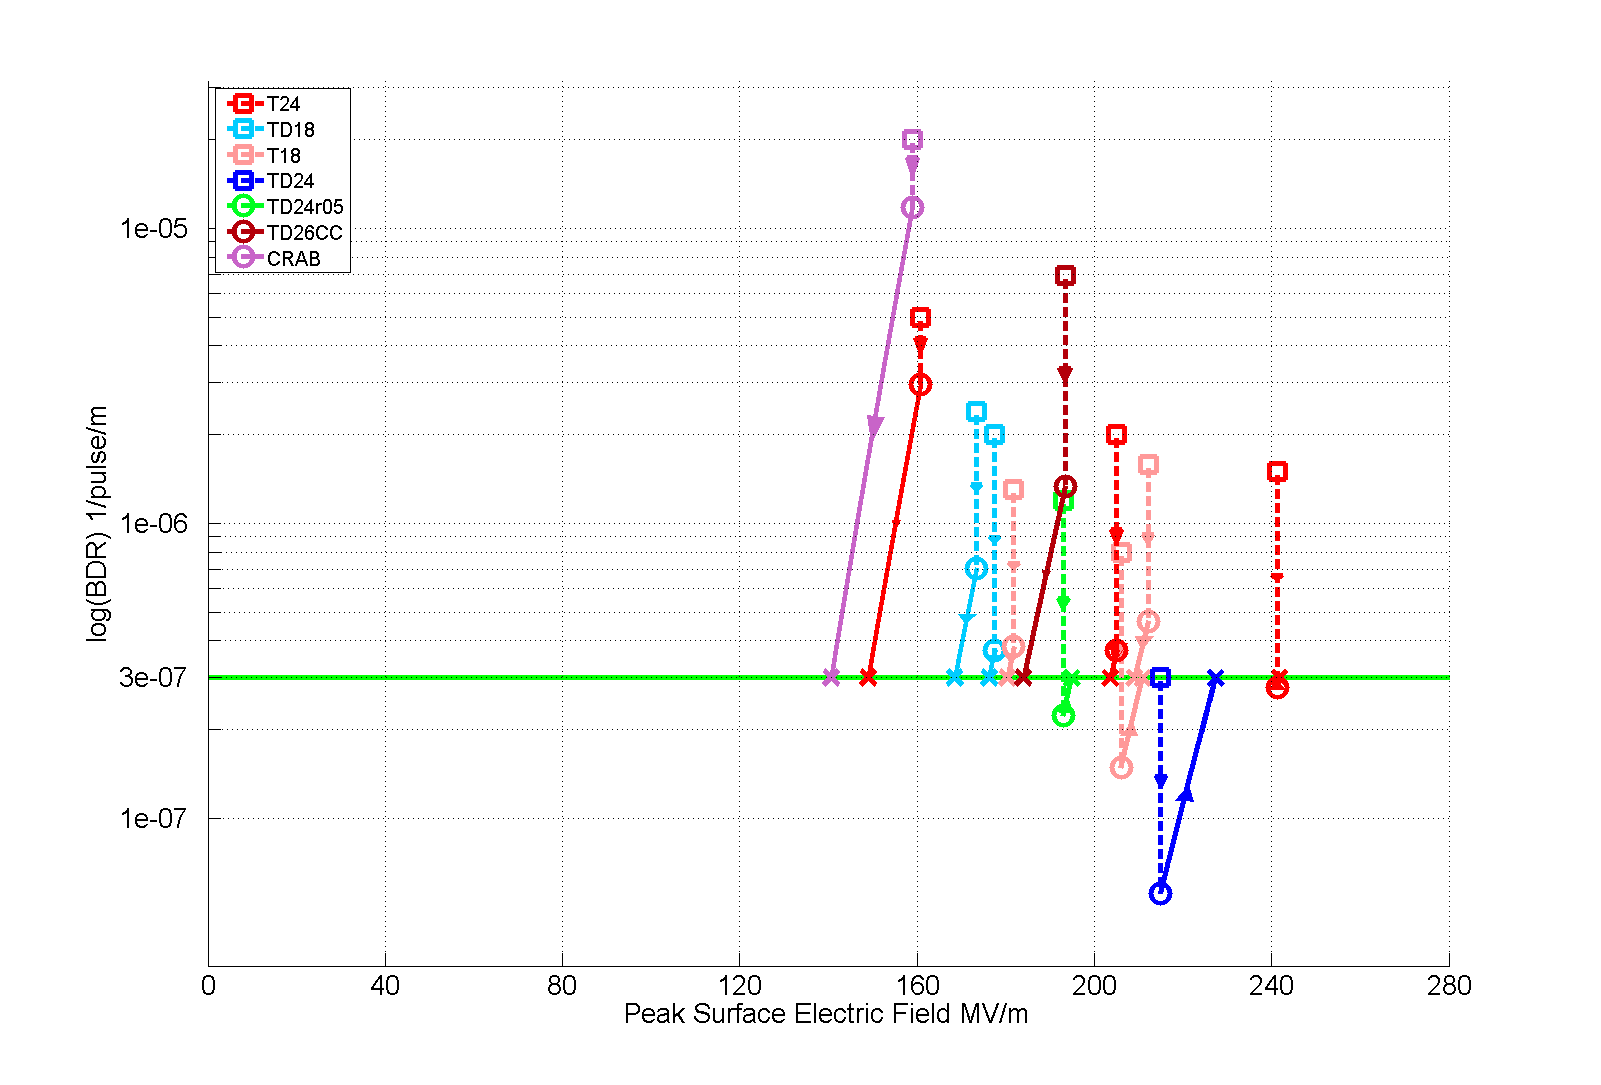 T24
TD18
T18
TD24
TD24r05
TD26CC
CRAB
1e-05
1e-06
3e-07
1e-07
log(BDR) 1/pulse/m
0 40 80 120 160 200 240 280
Peak Surface Electric Field MV/m